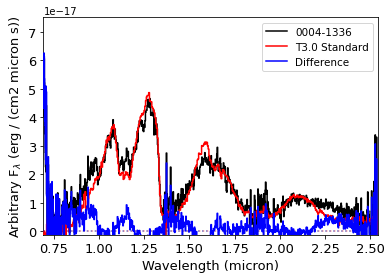 1e−17
0004-1336
T3.0 Standard
Difference
Arbitrary Fλ (erg / (cm2 micron s))
7
6
5
4
3
2
1
0
0.75 1.00 1.25 1.50 1.75 2.00 2.25 2.50
Wavelength (micron)